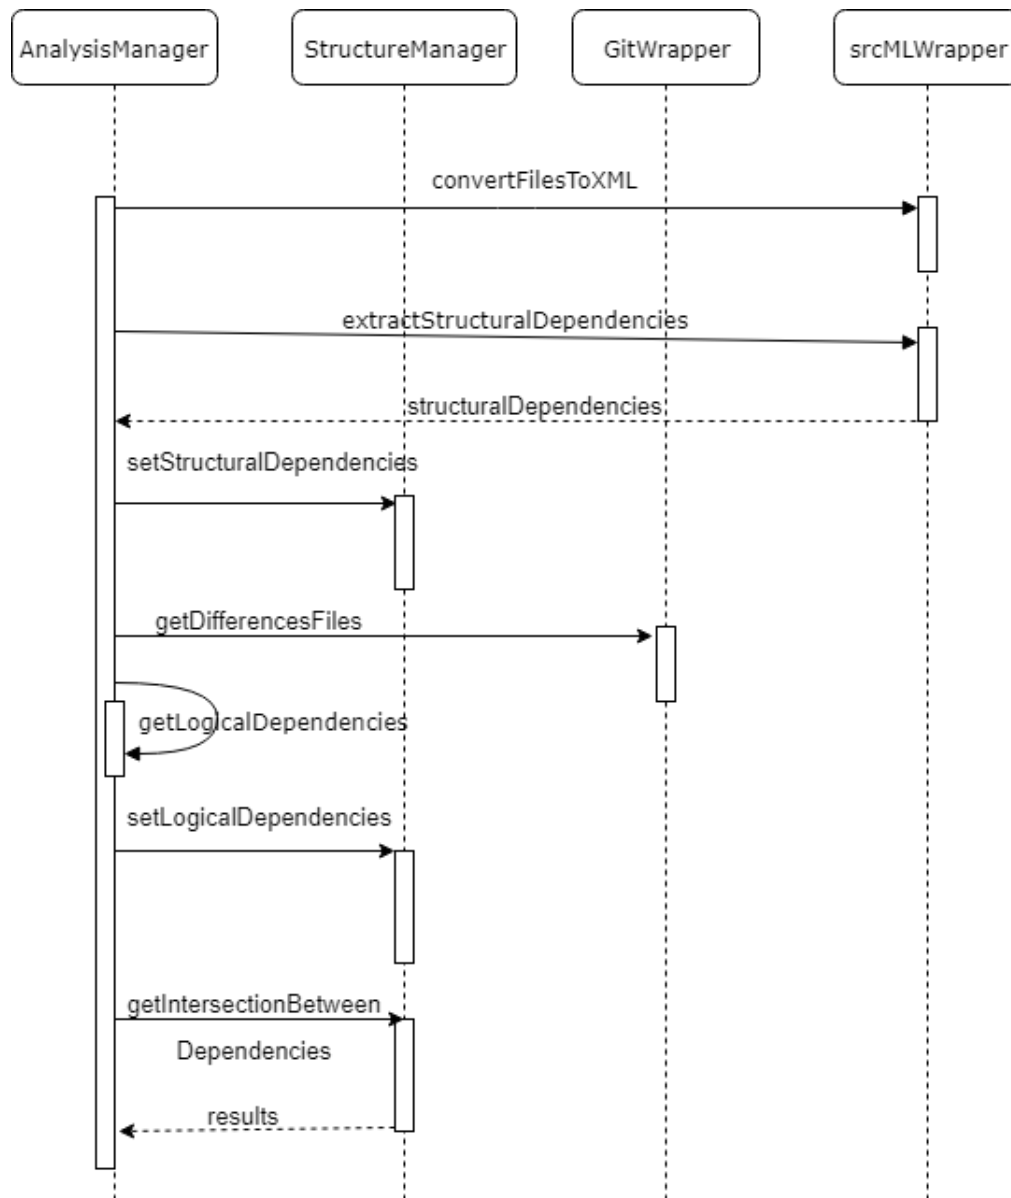 AnalysisManager
StructureManager
GitWrapper
srcMLWrapper
convertFilesToXML
extractStructuralDependencies
structuralDependencies
setStructuralDependencies
getDifferencesFiles
getLogicalDependencies
setLogicalDependencies
getIntersectionBetween
Dependencies
results